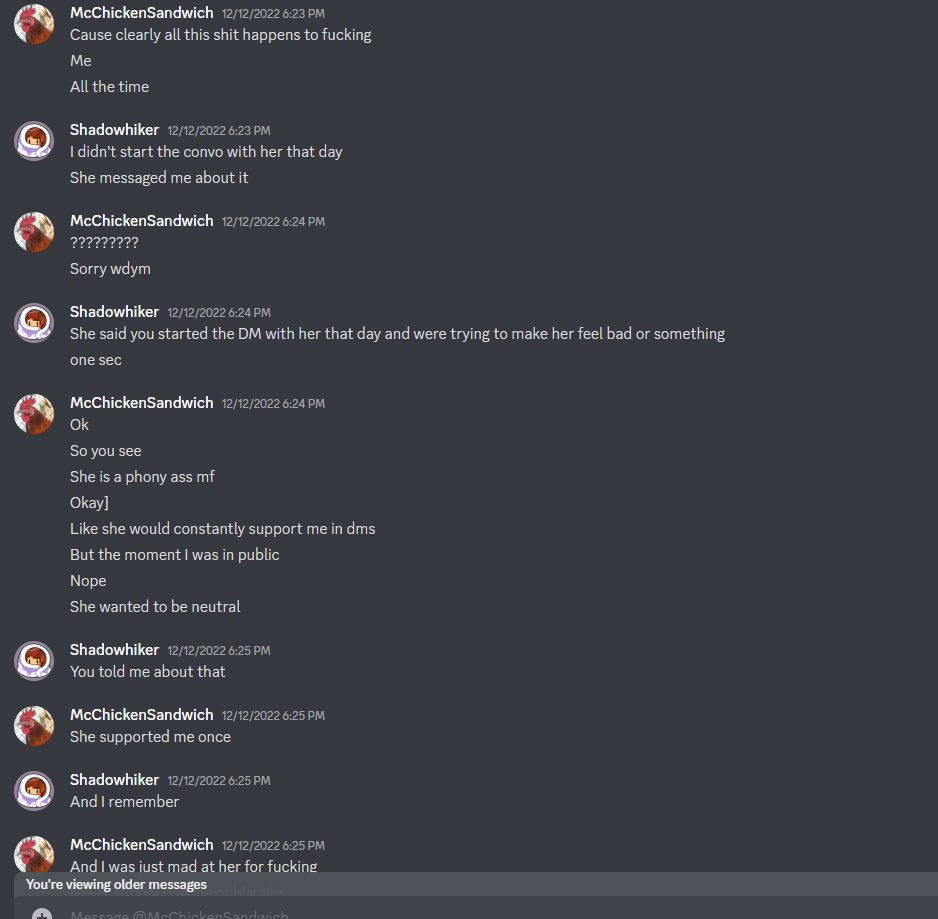 McChickenSandwich 12/12/2022 6:23 PM
Cause clearly all this shit happens to fucking
Me
All the time
Shadowhiker 12/12/2022 6:23 PM
I didn't start the convo with her that day
She messaged me about it
McChickenSandwich 12/12/2022 6:24 PM
?????????
Sorry wdym
Shadowhiker 12/12/2022 6:24 PM
She said you started the DM with her that day and were trying to make her feel bad or something
one sec
McChickenSandwich 12/12/2022 6:24 PM
Ok
So you see
She is a phony ass mf
Okay]
Like she would constantly support me in dms
But the moment I was in public
Nope
She wanted to be neutral
Shadowhiker 12/12/2022 6:25 PM
You told me about that
McChickenSandwich 12/12/2022 6:25 PM
She supported me once
Shadowhiker 12/12/2022 6:25 PM
And I remember
McChickenSandwich 12/12/2022 6:25 PM
And I was just mad at her for fucking
You're viewing older messages
publically
Message @McChickenSandwich